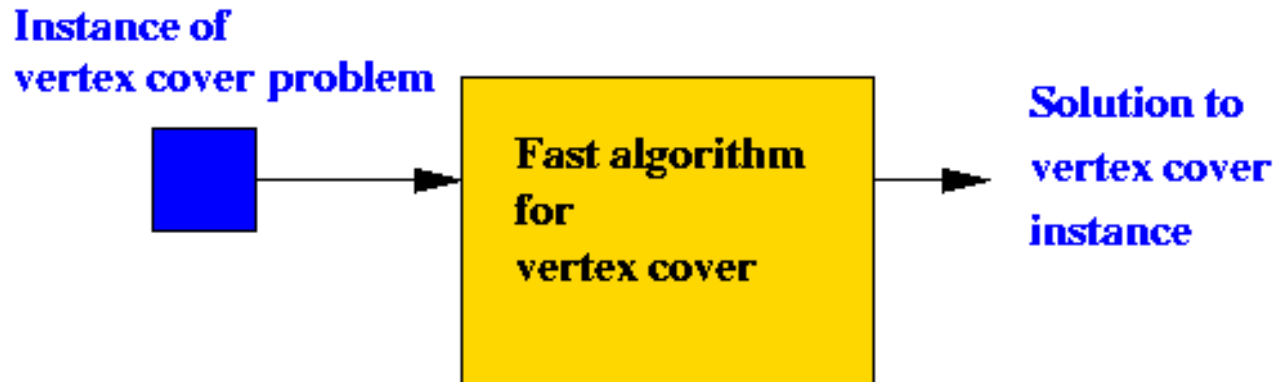 Instance of
vertex cover problem
Fast algorithm
for
vertex cover
Solution to
vertex cover
instance